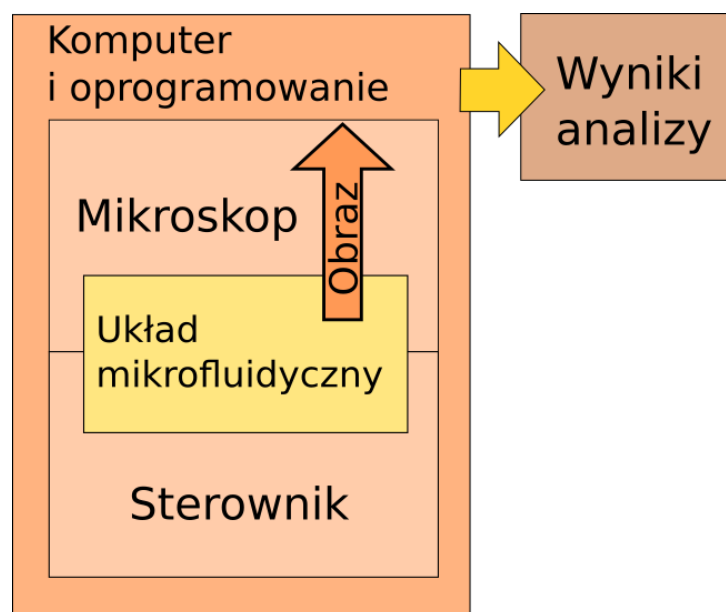 Komputer
i oprogramowanie
Wyniki
analizy
Mikroskop
Obraz
Układ
mikrofluidyczny
Sterownik